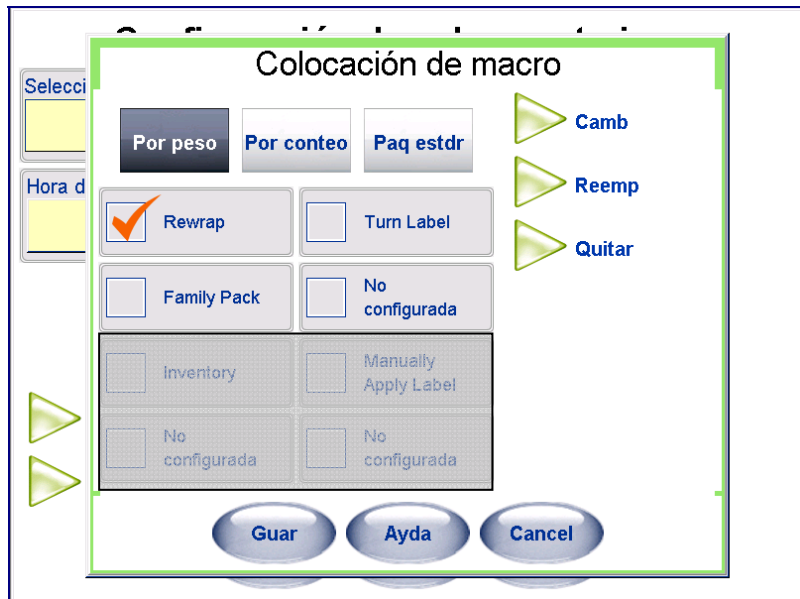 Colocación de macro
Selecci
Hora d
Por peso
Por conteo
Paq estdr
Camb
Reemp
Quitar
Rewrap
Turn Label
Family Pack
No
configurada
Inventory
Manually
Apply Label
No
configurada
No
configurada
Guar
Ayda
Cancel